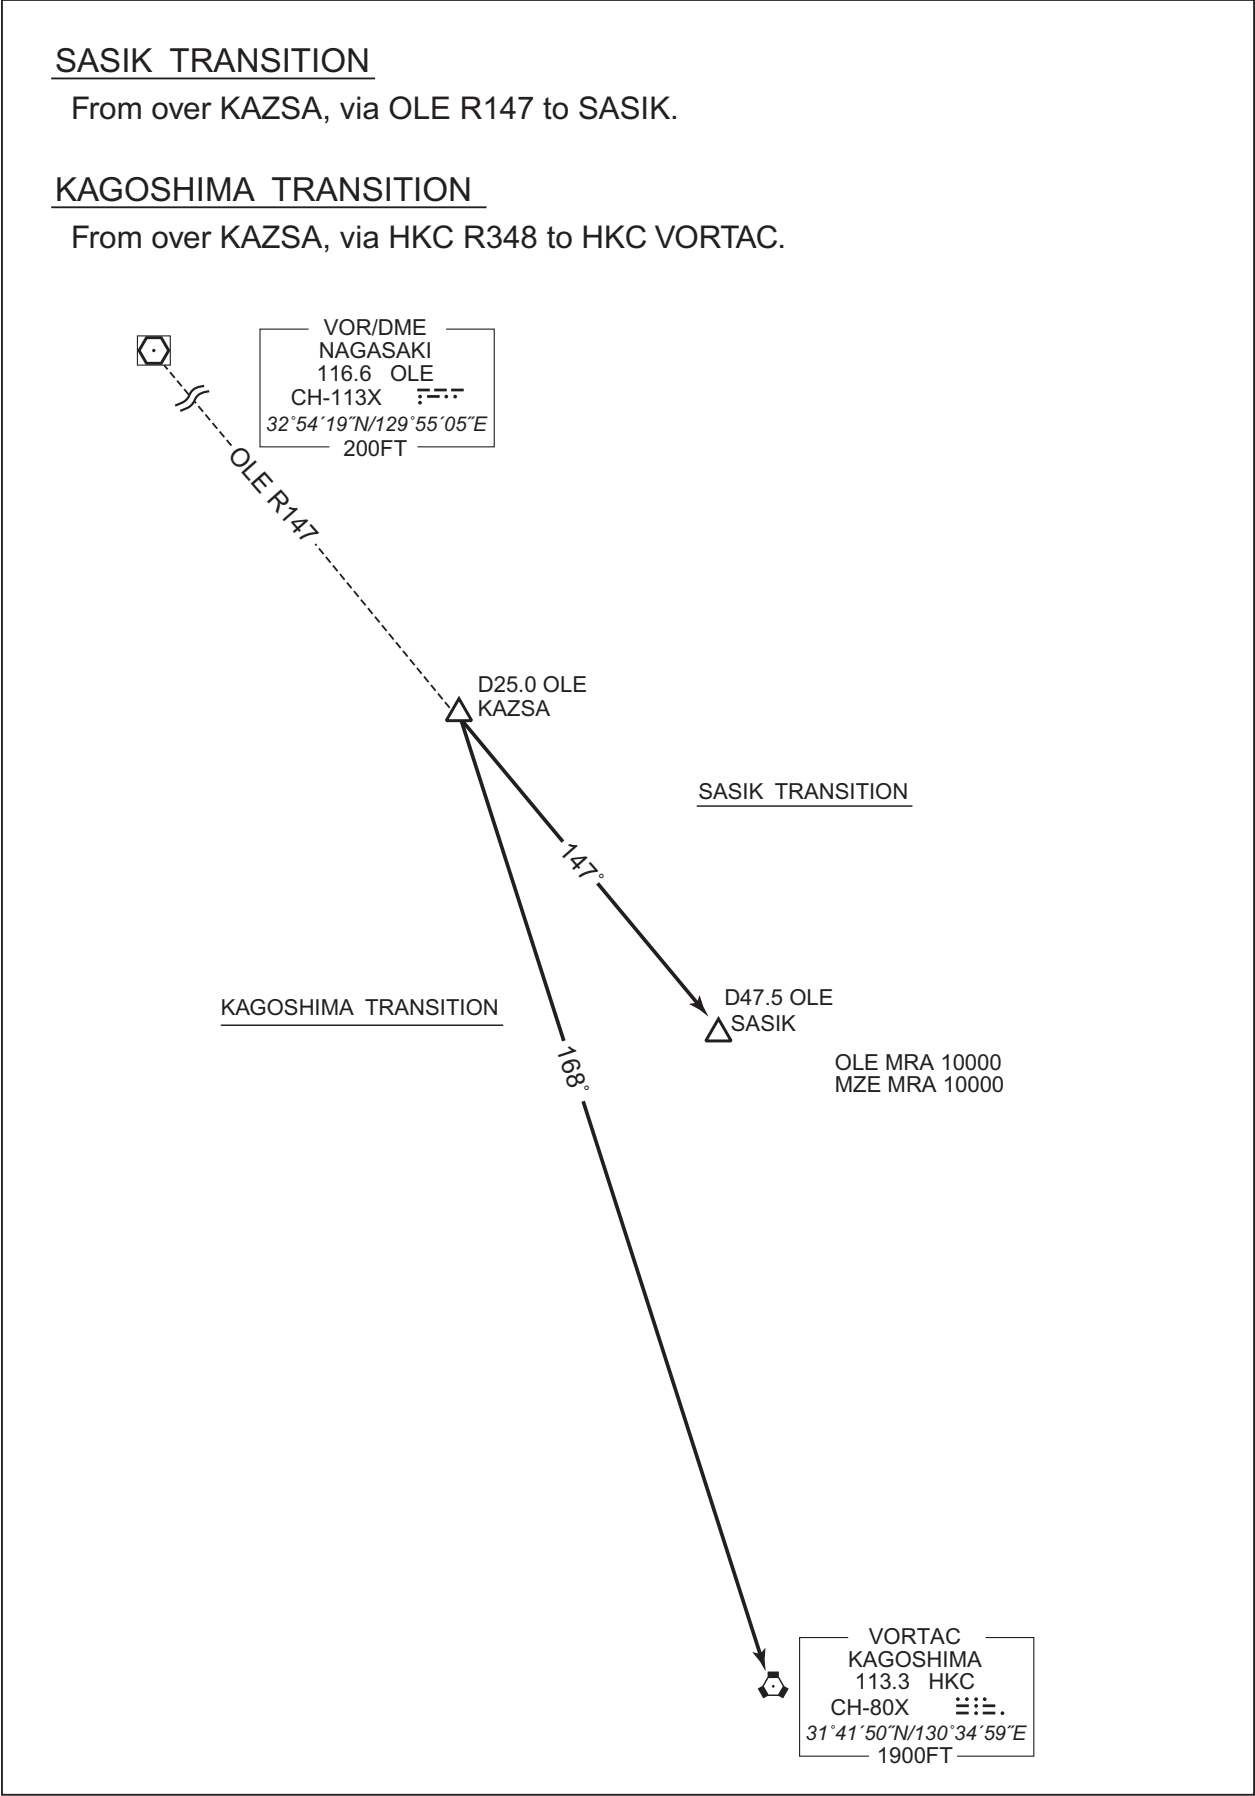 SASIK TRANSITION
From over KAZSA, via OLE R147 to SASIK.
KAGOSHIMA TRANSITION
From over KAZSA, via HKC R348 to HKC VORTAC.
VOR/DME
NAGASAKI
116.6 OLE
CH-113X
32°54´19˝N/129°55´05˝E
200FT
OLE R147
D25.0 OLE
KAZSA
SASIK TRANSITION
147°
D47.5 OLE
SASIK
KAGOSHIMA TRANSITION
168°
OLE MRA 10000
MZE MRA 10000
VORTAC
KAGOSHIMA
113.3 HKC
CH-80X
31°41´50˝N/130°34´59˝E
1900FT